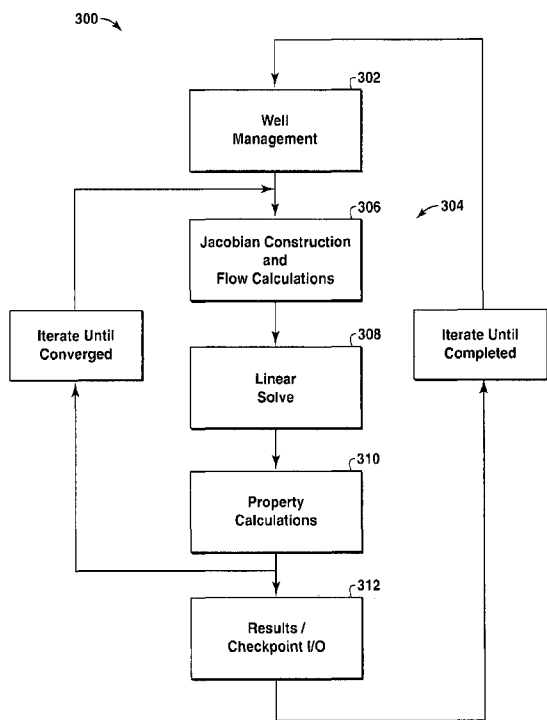 300
302
Well
Management
306
304
Jacobian Construction
and
Flow Calculations
308
Iterate Until
Converged
Iterate Until
Completed
Linear
Solve
310
Property
Calculations
312
Results /
Checkpoint I/O